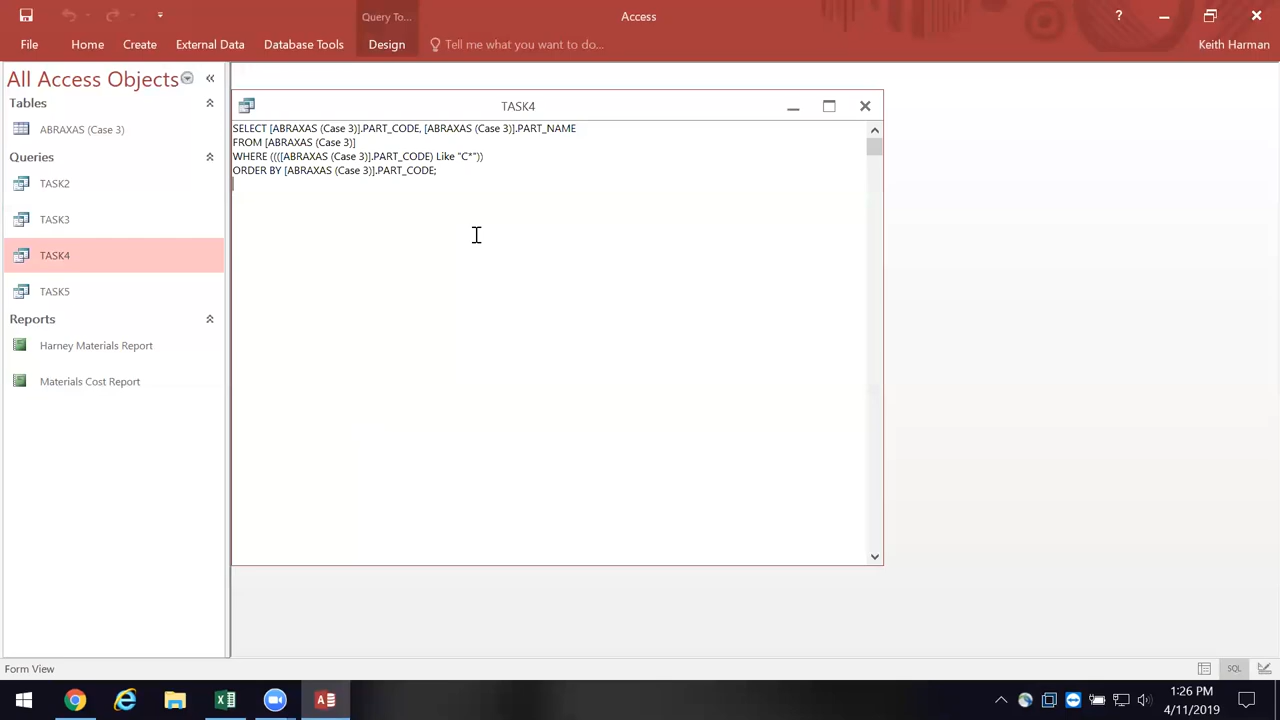 Query To...
Access
?
File
Home
Create
External Data
Database Tools
Design
Tell me what you want to do...
Keith Harman
All Access Objects
«
Tables
ABRAXAS (Case 3)
Queries
TASK2
TASK3
TASK4
TASK5
Reports
Harney Materials Report
Materials Cost Report
TASK4
SELECT [ABRAXAS (Case 3)].PART_CODE, [ABRAXAS (Case 3)].PART_NAME
FROM [ABRAXAS (Case 3)]
WHERE ((([ABRAXAS (Case 3)].PART_CODE) Like "C*"))
ORDER BY [ABRAXAS (Case 3)].PART_CODE;
Form View
SQL
1:26 PM
4/11/2019